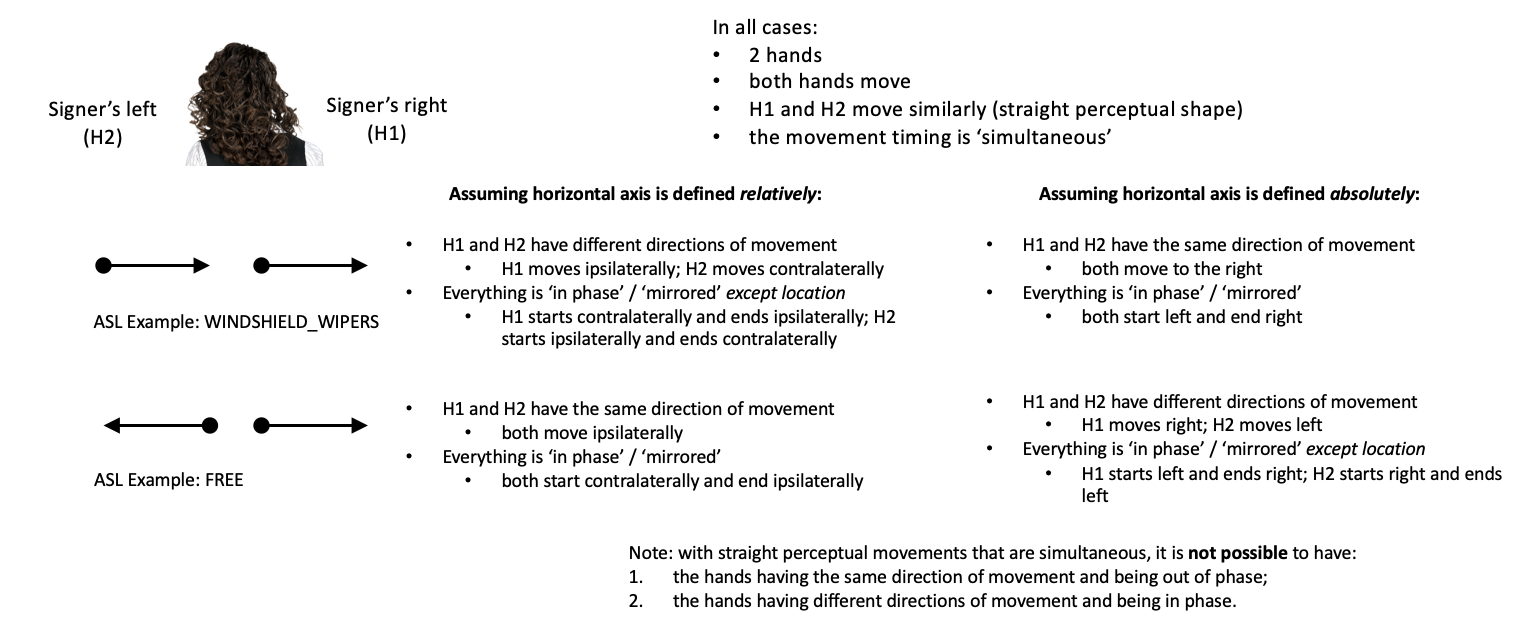 In all cases:
• 2 hands
• both hands move
• H1 and H2 move similarly (straight perceptual shape)
• the movement timing is ‘simultaneous’
Signer’s left
(H2)
Signer’s right
(H1)
Assuming horizontal axis is defined relatively:
Assuming horizontal axis is defined absolutely:
ASL Example: WINDSHIELD_WIPERS
• H1 and H2 have different directions of movement
• H1 moves ipsilaterally; H2 moves contralaterally
• Everything is ‘in phase’ / ‘mirrored’ except location
• H1 starts contralaterally and ends ipsilaterally; H2
starts ipsilaterally and ends contralaterally
• H1 and H2 have the same direction of movement
• both move to the right
• Everything is ‘in phase’ / ‘mirrored’
• both start left and end right
ASL Example: FREE
• H1 and H2 have the same direction of movement
• both move ipsilaterally
• Everything is ‘in phase’ / ‘mirrored’
• both start contralaterally and end ipsilaterally
• H1 and H2 have different directions of movement
• H1 moves right; H2 moves left
• Everything is ‘in phase’ / ‘mirrored’ except location
• H1 starts left and ends right; H2 starts right and ends
left
Note: with straight perceptual movements that are simultaneous, it is not possible to have:
1. the hands having the same direction of movement and being out of phase;
2. the hands having different directions of movement and being in phase.